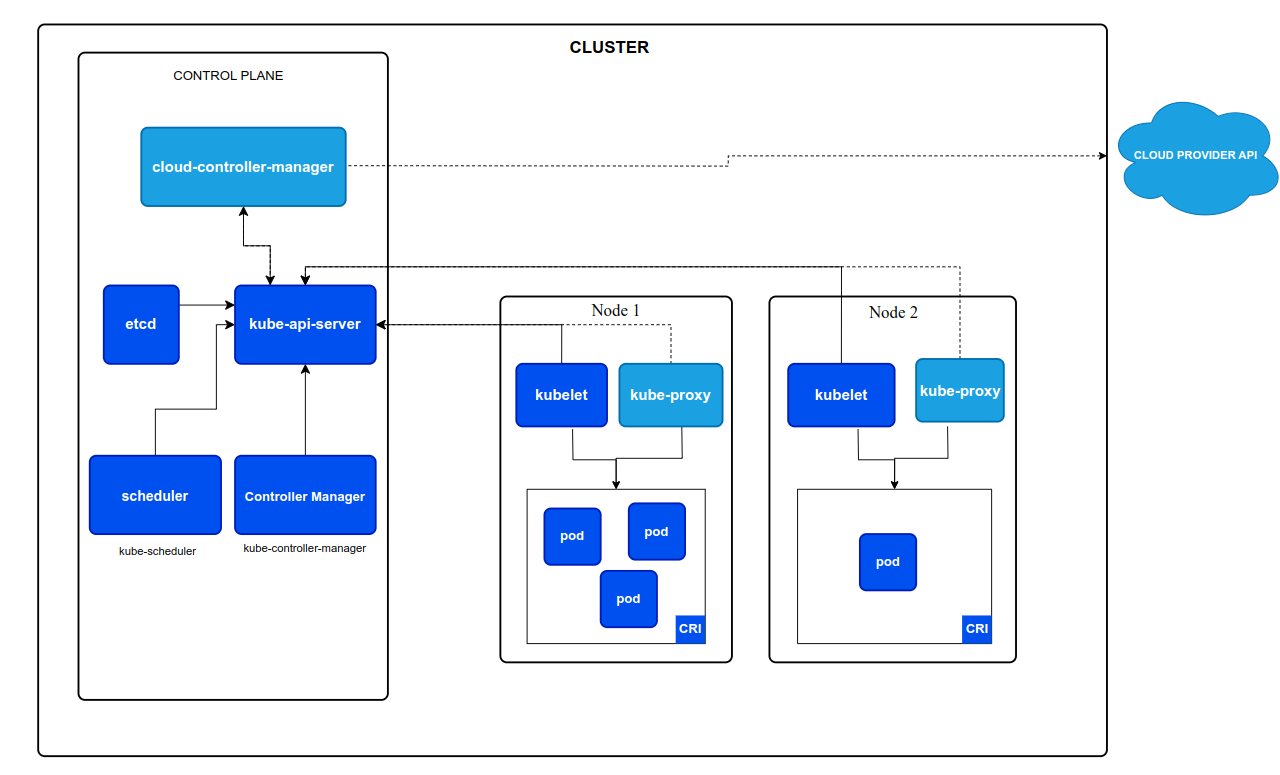 CLUSTER
CONTROL PLANE
cloud-controller-manager
CLOUD PROVIDER API
etcd
kube-api-server
scheduler
kube-scheduler
Controller Manager
kube-controller-manager
Node 1
kubelet
kube-proxy
pod
pod
pod
CRI
Node 2
kubelet
kube-proxy
pod
CRI